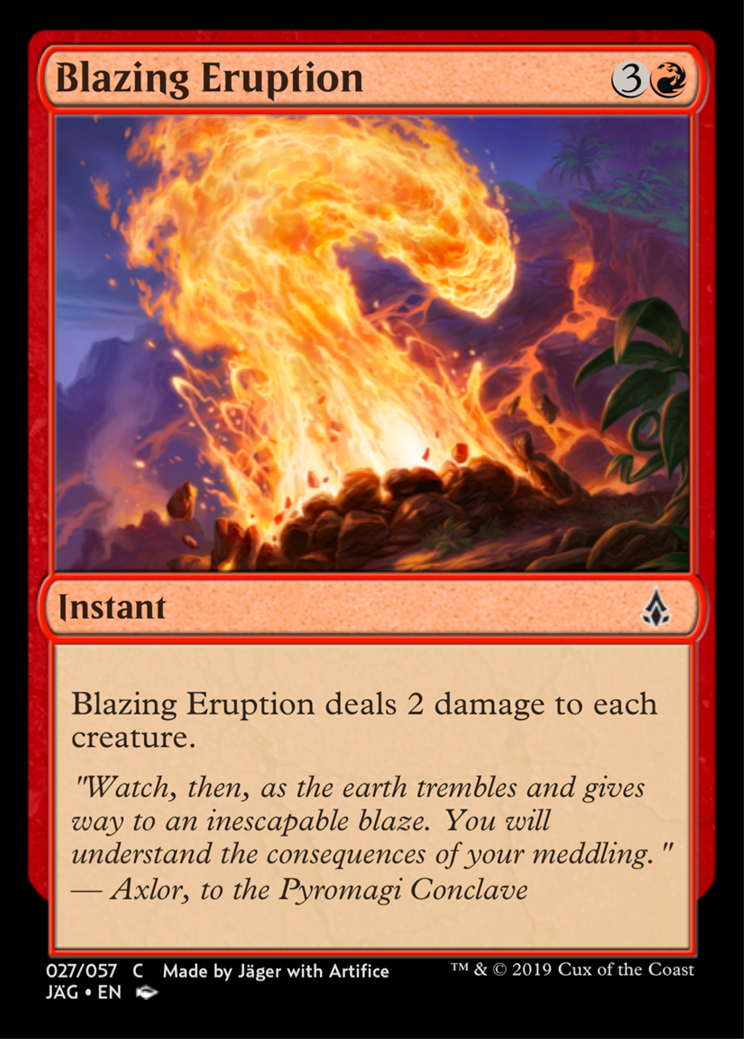 Blazing Eruption 3
Instant
Blazing Eruption deals 2 damage to each
creature.
"Watch, then, as the earth trembles and gives
way to an inescapable blaze. You will
understand the consequences of your meddling."
— Axlor, to the Pyromagi Conclave
027/057 C Made by Jäger with Artifice ™ & © 2019 Cux of the Coast
JÄG • EN